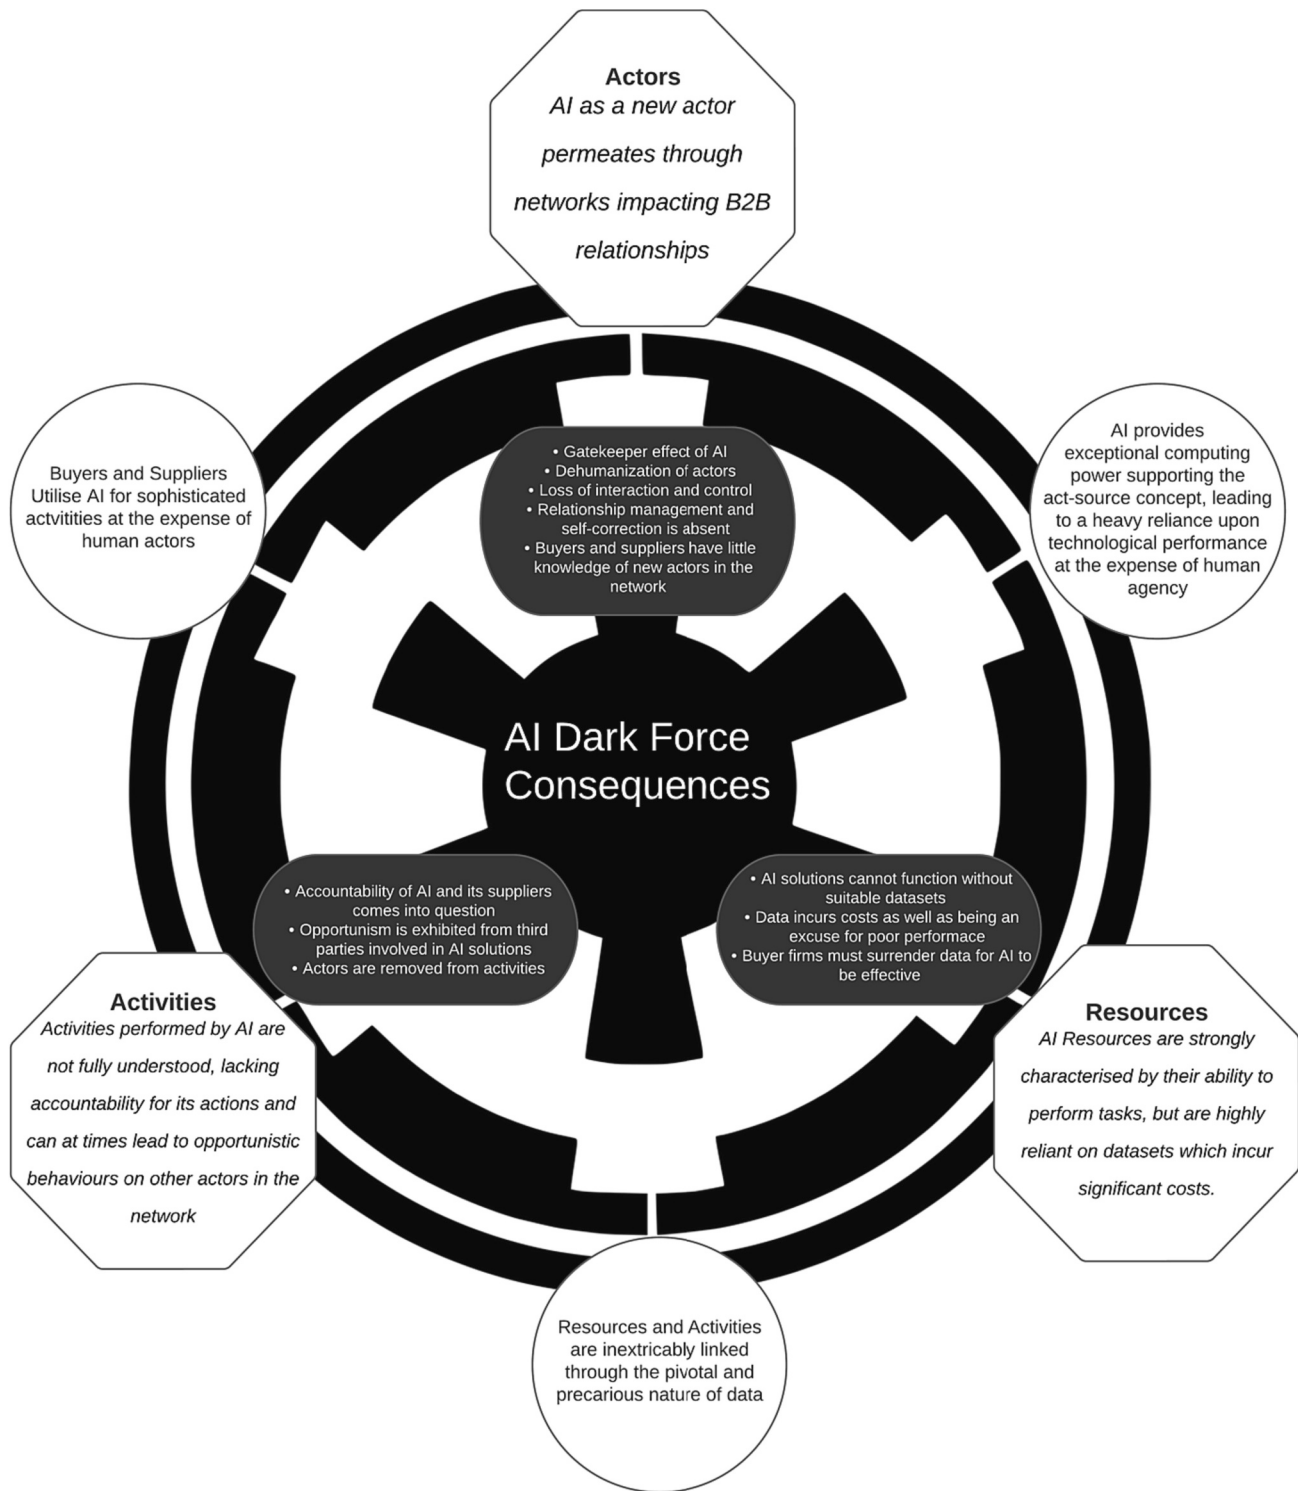 Actors
AI as a new actor
permeates through
networks impacting B2B
relationships
Buyers and Suppliers
Utilise AI for sophisticated
actvitities at the expense of
human actors
AI provides
exceptional computing
power supporting the
act-source concept, leading
to a heavy reliance upon
technological performance
at the expense of human
agency
• Gatekeeper effect of AI
• Dehumanization of actors
• Loss of interaction and control
• Relationship management and
self-correction is absent
• Buyers and suppliers have little
knowledge of new actors in the
network
AI Dark Force
Consequences
• Accountability of AI and its suppliers
comes into question
• Opportunism is exhibited from third
parties involved in AI solutions
• Actors are removed from activities
• AI solutions cannot function without
suitable datasets
• Data incurs costs as well as being an
excuse for poor performace
• Buyer firms must surrender data for AI to
be effective
Activities
Activities performed by AI are
not fully understood, lacking
accountability for its actions and
can at times lead to opportunistic
behaviours on other actors in the
network
Resources
AI Resources are strongly
characterised by their ability to
perform tasks, but are highly
reliant on datasets which incur
significant costs.
Resources and Activities
are inextricably linked
through the pivotal and
precarious nature of data